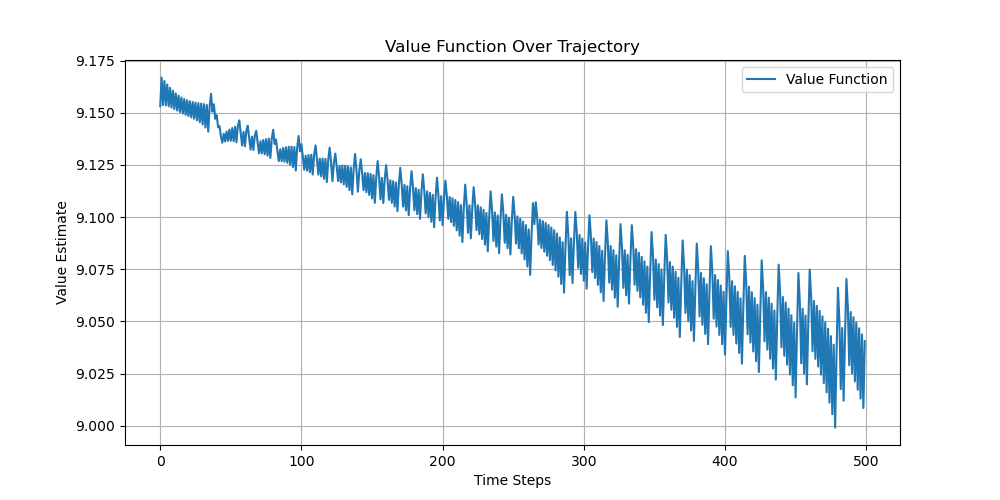 Value Function Over Trajectory
Value Function
Value Estimate
9.175
9.150
9.125
9.100
9.075
9.050
9.025
9.000
0 100 200 300 400 500
Time Steps